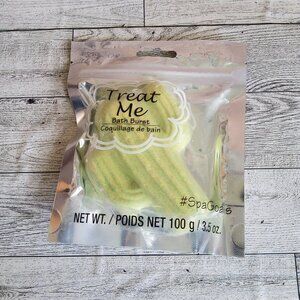 Treat
Me
Bath Burst
Coquillage de bain
#SpaGoals
NET WT. / POIDS NET 100 g / 3.5 oz.